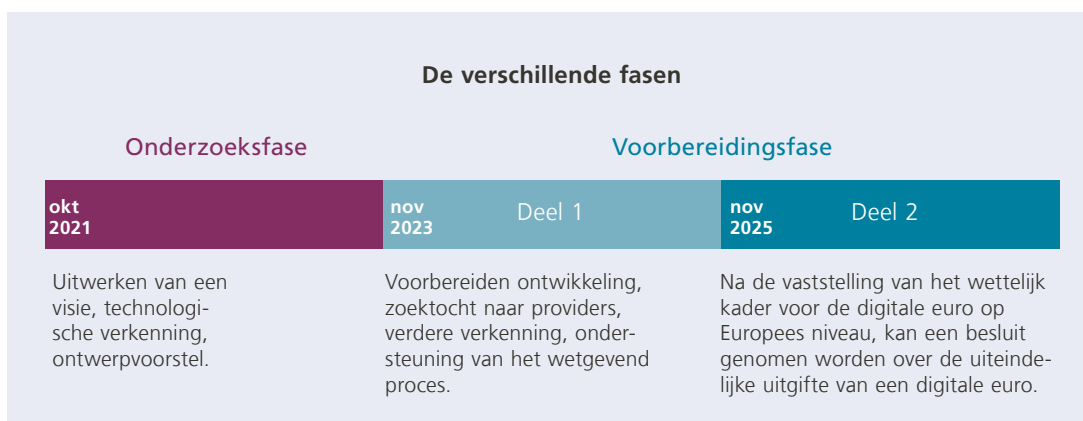 De verschillende fasen
Onderzoeksfase
Voorbereidingsfase
okt
2021
nov
2023
Deel 1
nov
2025
Deel 2
Uitwerken van een
visie, technologi-
sche verkenning,
ontwerpvoorstel.
Voorbereiden ontwikkeling,
zoektocht naar providers,
verdere verkenning, onder-
steuning van het wetgevend
proces.
Na de vaststelling van het wettelijk
kader voor de digitale euro op
Europees niveau, kan een besluit
genomen worden over de uiteinde-
lijke uitgifte van een digitale euro.